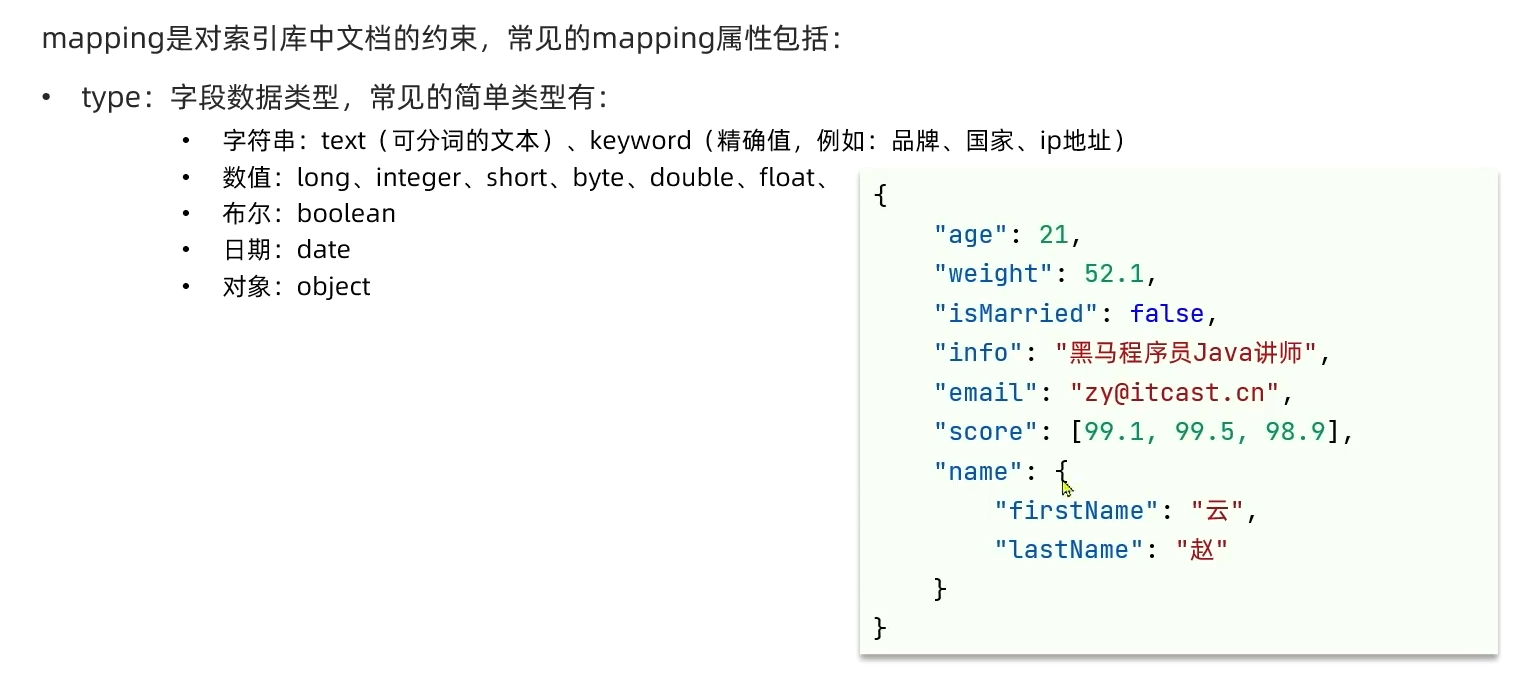 mapping是对索引库中文档的约束，常见的mapping属性包括：
• type：字段数据类型，常见的简单类型有：
• 字符串：text（可分词的文本）、keyword（精确值，例如：品牌、国家、ip地址）
• 数值：long、integer、short、byte、double、float、
• 布尔：boolean
• 日期：date
• 对象：object
{
"age": 21,
"weight": 52.1,
"isMarried": false,
"info": "黑马程序员Java讲师",
"email": "zy@itcast.cn",
"score": [99.1, 99.5, 98.9],
"name": {
"firstName": "云",
"lastName": "赵"
}
}